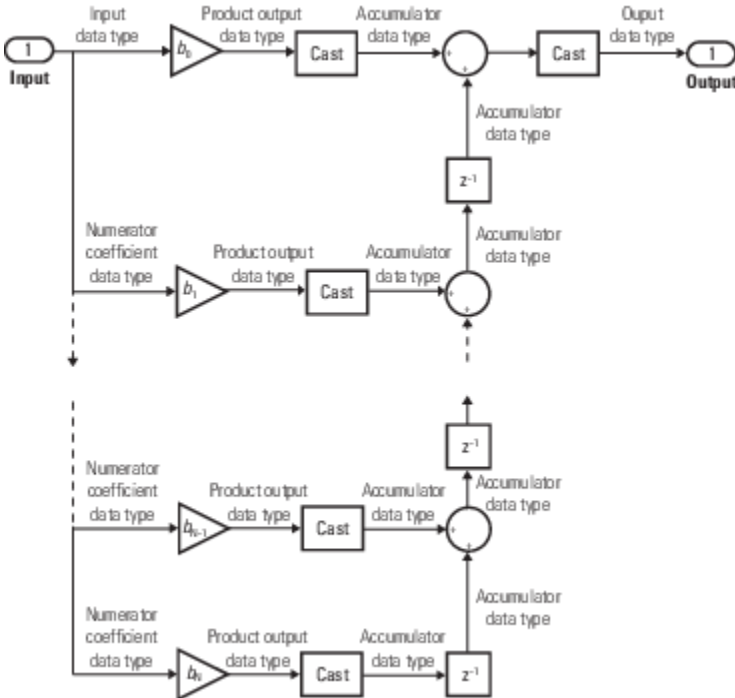 Input
data type
Product output
data type
Accumulator
data type
Ouput
data type
1
Input
b0
Cast
+
+
Cast
1
Output
Accumulator
data type
z-1
Numerator
coefficient
data type
Product output
data type
Accumulator
data type
Accumulator
data type
b1
Cast
+
+
z-1
Numerator
coefficient
data type
Product output
data type
Accumulator
data type
Accumulator
data type
bN-1
Cast
+
+
Numerator
coefficient
data type
Product output
data type
Accumulator
data type
Accumulator
data type
bN
Cast
z-1